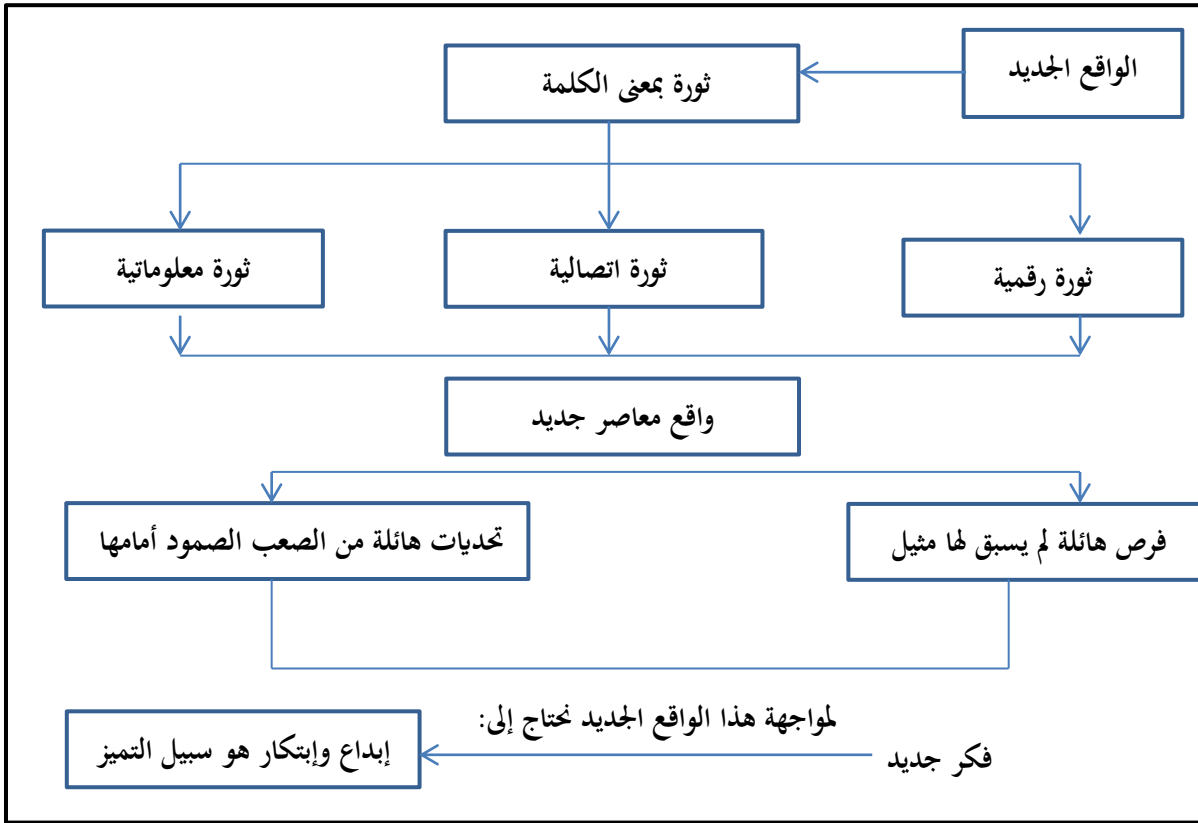 الواقع الجديد
ثورة بمعنى الكلمة
ثورة رقمية
ثورة اتصالية
ثورة معلوماتية
واقع معاصر جديد
فرص هائلة لم يسبق لها مثيل
تحديات هائلة من الصعب الصمود أمامها
لمواجهة هذا الواقع الجديد نحتاج إلى:
فكر جديد
إبداع وإبتكار هو سبيل التميز